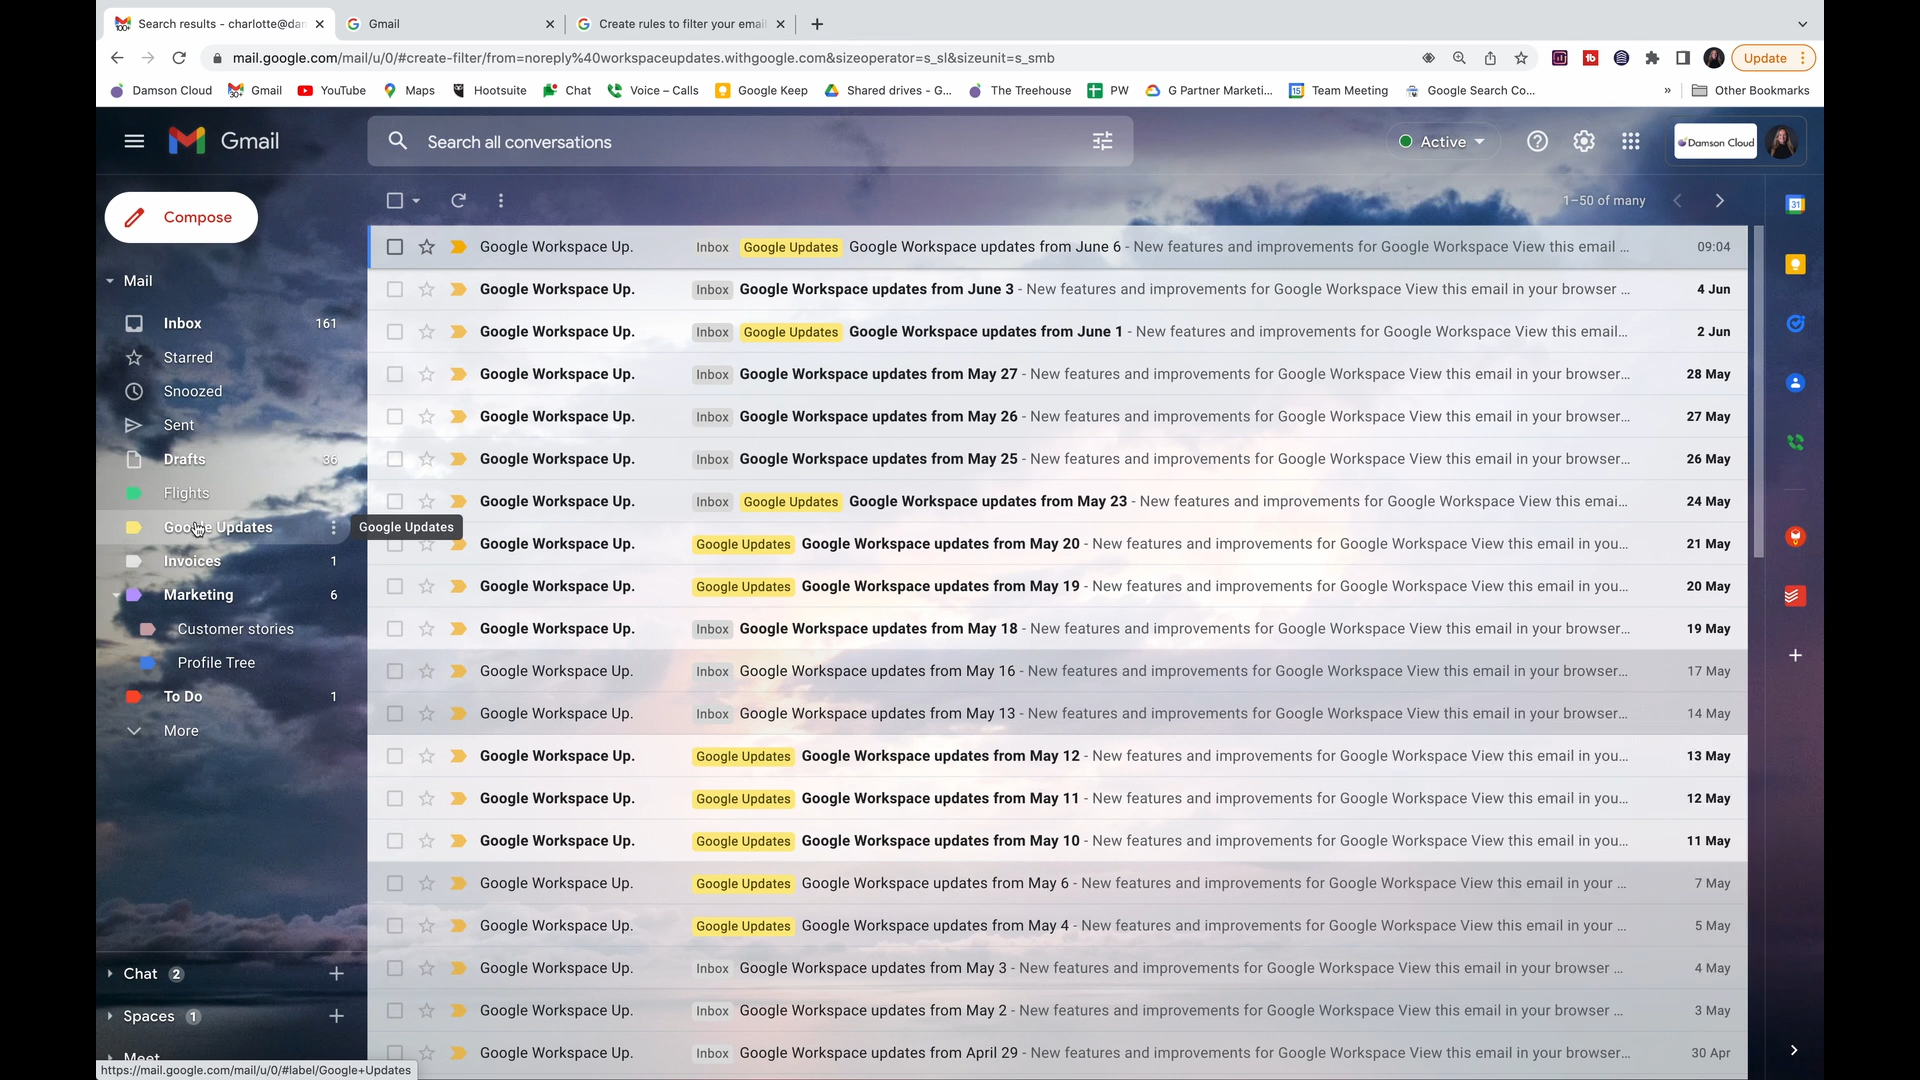 Search results - charlotte@dan
Gmail
Create rules to filter your email
mail.google.com/mail/u/0/#create-filter/from=noreply%40workspaceupdates.withgoogle.com&sizeoperator=s_sl&sizeunit=s_smb
Update
Damson Cloud
Gmail
YouTube
Maps
Hootsuite
Chat
Voice – Calls
Google Keep
Shared drives - G...
The Treehouse
PW
G Partner Marketi...
Team Meeting
Google Search Co...
» Other Bookmarks
Gmail
Search all conversations
Active
Damson Cloud
Compose
1–50 of many
Mail
Inbox 161
Starred
Snoozed
Sent
Drafts 36
Flights
Google Updates
Google Updates
Invoices 1
Marketing 6
Customer stories
Profile Tree
To Do 1
More
Chat 2
Spaces 1
Meet
https://mail.google.com/mail/u/0/#label/Google+Updates
Google Workspace Up. Inbox Google Updates Google Workspace updates from June 6 - New features and improvements for Google Workspace View this email ... 09:04
Google Workspace Up. Inbox Google Workspace updates from June 3 - New features and improvements for Google Workspace View this email in your browser ... 4 Jun
Google Workspace Up. Inbox Google Updates Google Workspace updates from June 1 - New features and improvements for Google Workspace View this email... 2 Jun
Google Workspace Up. Inbox Google Workspace updates from May 27 - New features and improvements for Google Workspace View this email in your browser... 28 May
Google Workspace Up. Inbox Google Workspace updates from May 26 - New features and improvements for Google Workspace View this email in your browser... 27 May
Google Workspace Up. Inbox Google Workspace updates from May 25 - New features and improvements for Google Workspace View this email in your browser... 26 May
Google Workspace Up. Inbox Google Updates Google Workspace updates from May 23 - New features and improvements for Google Workspace View this emai... 24 May
Google Workspace Up. Google Updates Google Workspace updates from May 20 - New features and improvements for Google Workspace View this email in you... 21 May
Google Workspace Up. Google Updates Google Workspace updates from May 19 - New features and improvements for Google Workspace View this email in you... 20 May
Google Workspace Up. Inbox Google Workspace updates from May 18 - New features and improvements for Google Workspace View this email in your browser... 19 May
Google Workspace Up. Inbox Google Workspace updates from May 16 - New features and improvements for Google Workspace View this email in your browser... 17 May
Google Workspace Up. Inbox Google Workspace updates from May 13 - New features and improvements for Google Workspace View this email in your browser... 14 May
Google Workspace Up. Google Updates Google Workspace updates from May 12 - New features and improvements for Google Workspace View this email in you... 13 May
Google Workspace Up. Google Updates Google Workspace updates from May 11 - New features and improvements for Google Workspace View this email in you... 12 May
Google Workspace Up. Google Updates Google Workspace updates from May 10 - New features and improvements for Google Workspace View this email in you... 11 May
Google Workspace Up. Google Updates Google Workspace updates from May 6 - New features and improvements for Google Workspace View this email in your ... 7 May
Google Workspace Up. Google Updates Google Workspace updates from May 4 - New features and improvements for Google Workspace View this email in your ... 5 May
Google Workspace Up. Inbox Google Workspace updates from May 3 - New features and improvements for Google Workspace View this email in your browser ... 4 May
Google Workspace Up. Inbox Google Workspace updates from May 2 - New features and improvements for Google Workspace View this email in your browser ... 3 May
Google Workspace Up. Inbox Google Workspace updates from April 29 - New features and improvements for Google Workspace View this email in your browser... 30 Apr